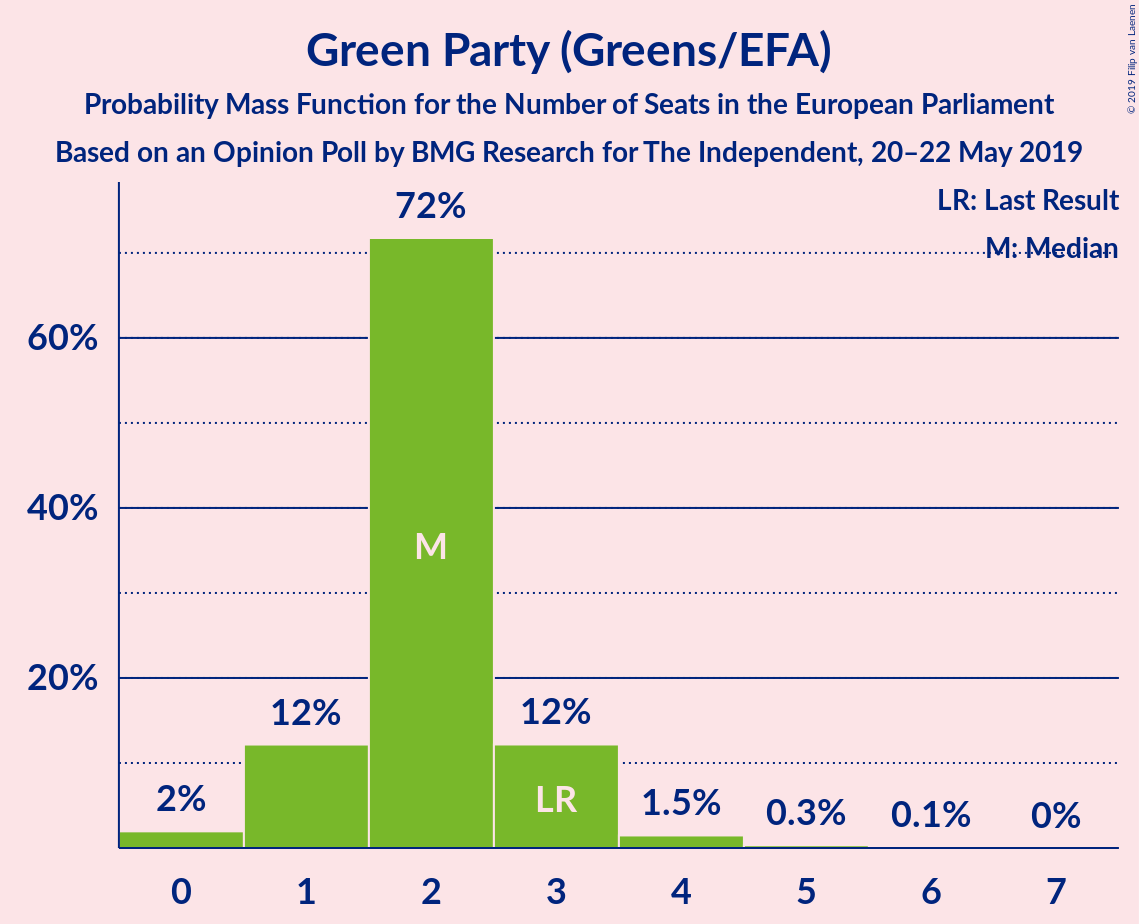 Green Party (Greens/EFA)
Probability Mass Function for the Number of Seats in the European Parliament
Based on an Opinion Poll by BMG Research for The Independent, 20–22 May 2019
© 2019 Filip van Laenen
LR: Last Result
M: Median
60%
40%
20%
2%
12%
72%
12%
1.5%
0.3%
0.1%
0%
M
LR
0 1 2 3 4 5 6 7